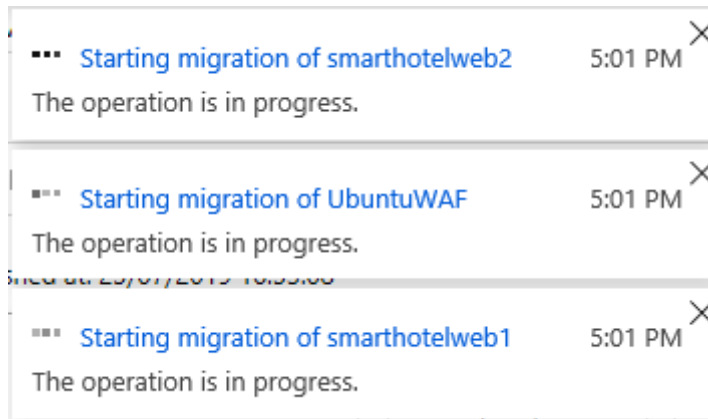 Starting migration of smarthotelweb2 5:01 PM
The operation is in progress.
Starting migration of UbuntuWAF 5:01 PM
The operation is in progress.
Starting migration of smarthotelweb1 5:01 PM
The operation is in progress.